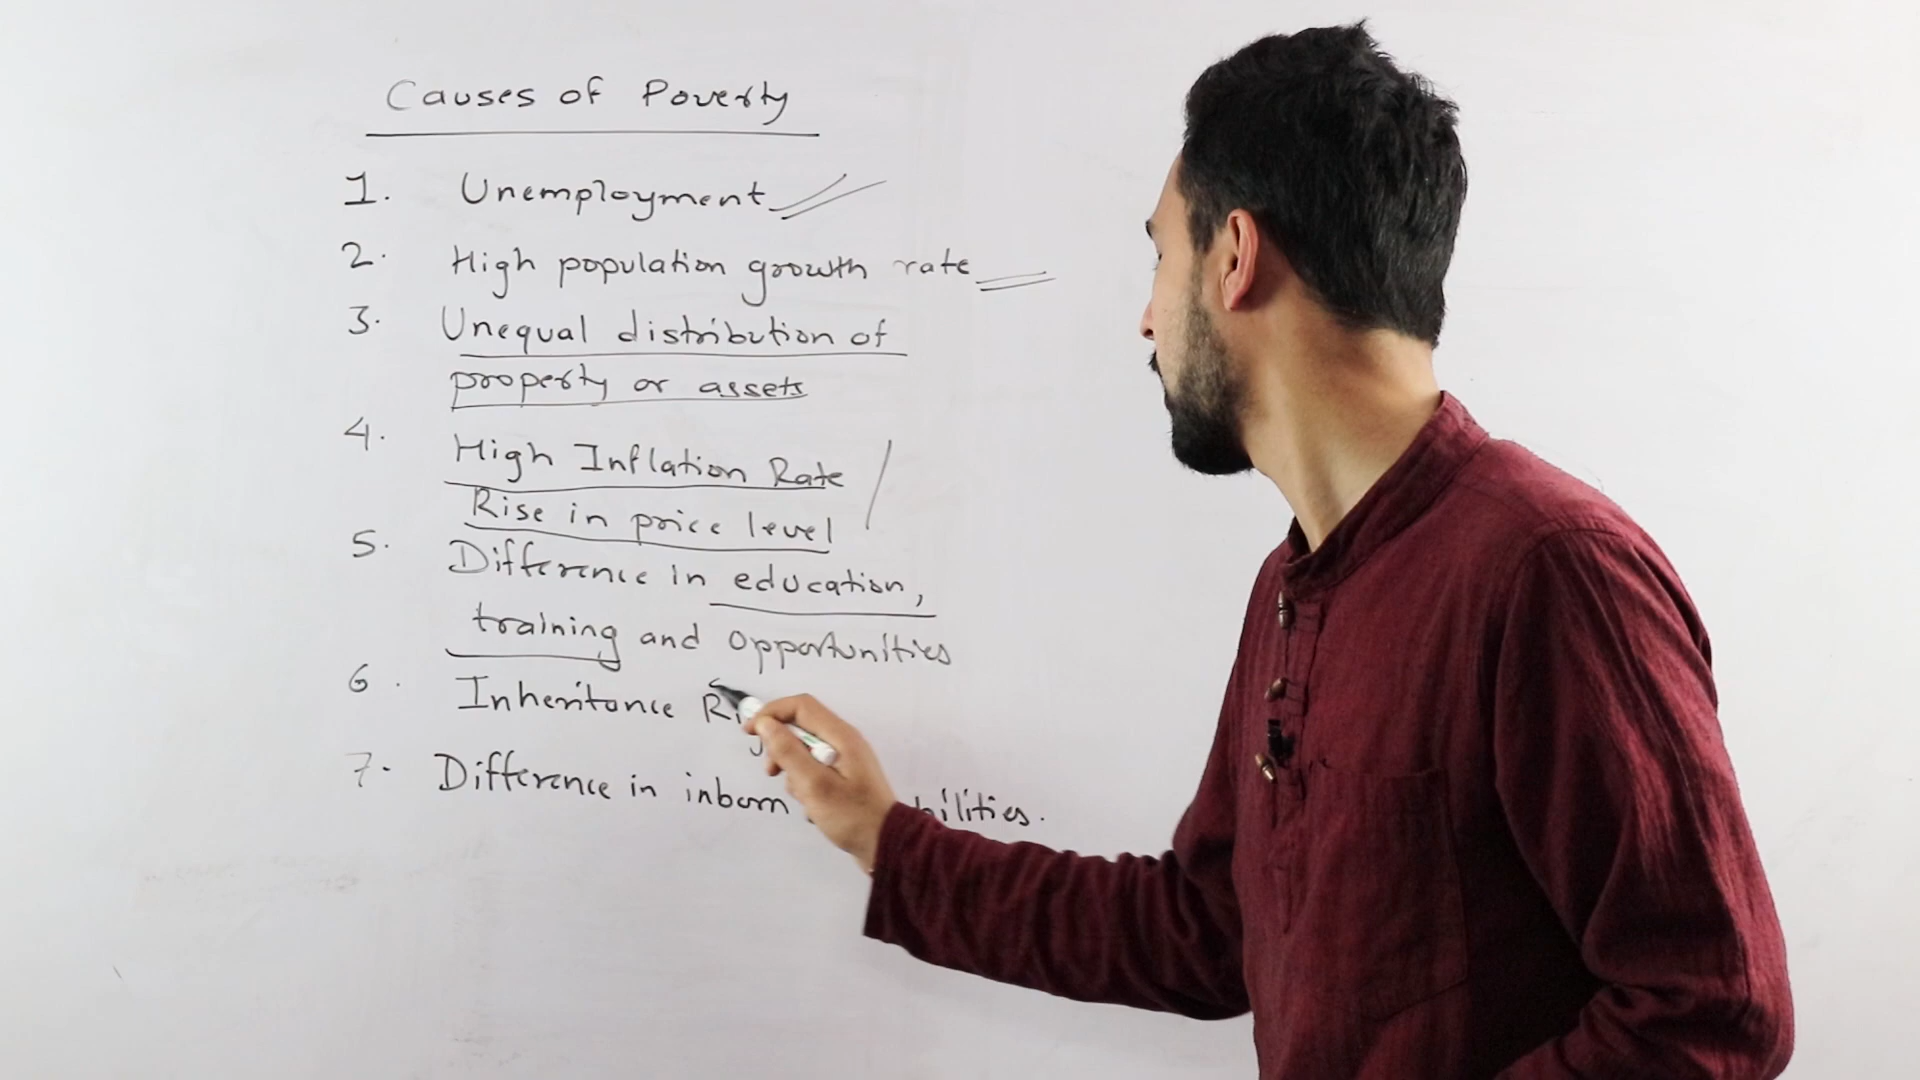 Causes of Poverty
1. Unemployment
2. High population growth rate
3. Unequal distribution of
property or assets
4. High Inflation Rate
Rise in price level
5. Difference in education,
training and opportunities
6. Inheritance
7. Difference in inborn